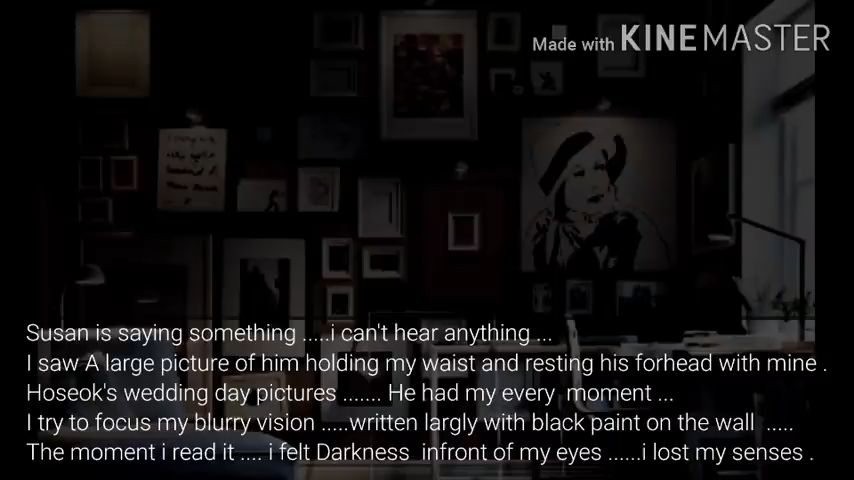 Made with KINEMASTER
Susan is saying something .....i can't hear anything ...
I saw A large picture of him holding my waist and resting his forhead with mine .
Hoseok's wedding day pictures ....... He had my every  moment ...
I try to focus my blurry vision .....written largly with black paint on the wall  .....
The moment i read it .... i felt Darkness  infront of my eyes ......i lost my senses .